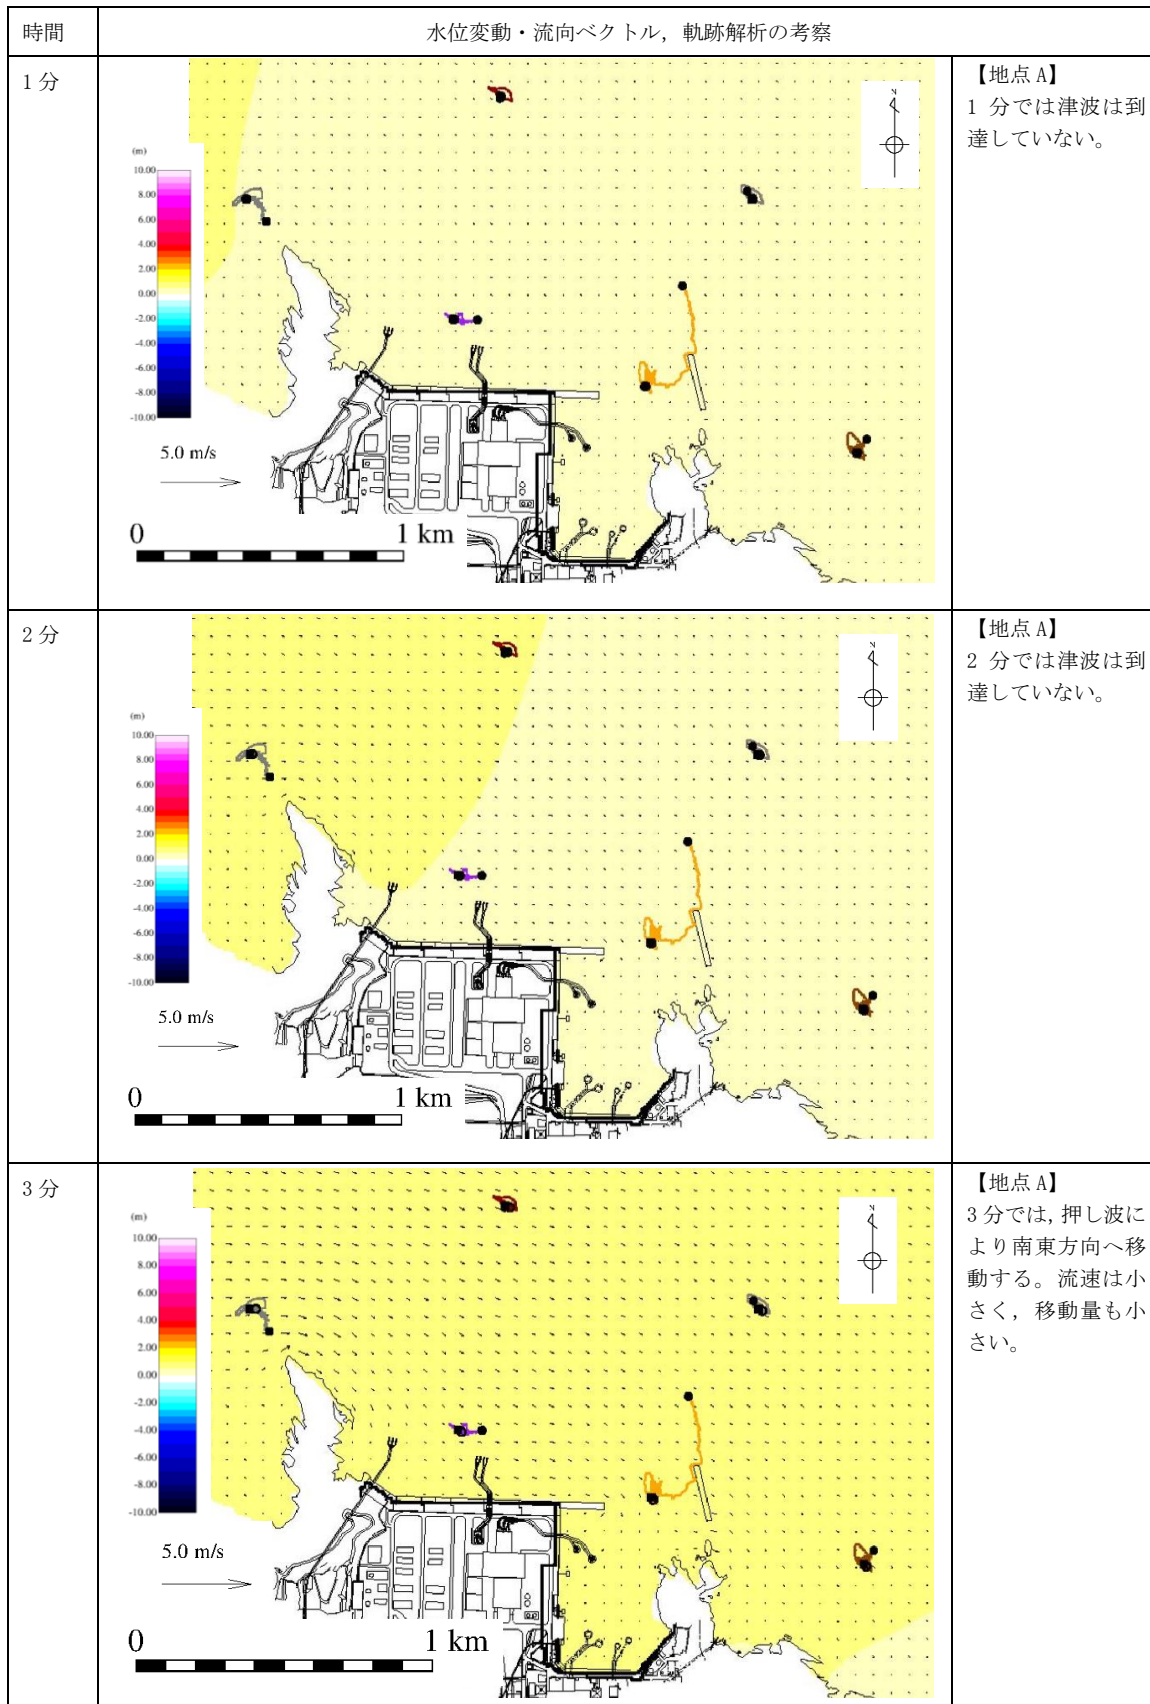 時間
水位変動・流向ベクトル，軌跡解析の考察
1分
(m)
10.00
8.00
6.00
4.00
2.00
0.00
-2.00
-4.00
-6.00
-8.00
-10.00
5.0 m/s
0
1 km
N
【地点 A】
1 分では津波は到
達していない。
2分
(m)
10.00
8.00
6.00
4.00
2.00
0.00
-2.00
-4.00
-6.00
-8.00
-10.00
5.0 m/s
0
1 km
N
【地点 A】
2 分では津波は到
達していない。
3分
(m)
10.00
8.00
6.00
4.00
2.00
0.00
-2.00
-4.00
-6.00
-8.00
-10.00
5.0 m/s
0
1 km
N
【地点 A】
3 分では，押し波に
より南東方向へ移
動する。流速は小
さく，移動量も小
さい。